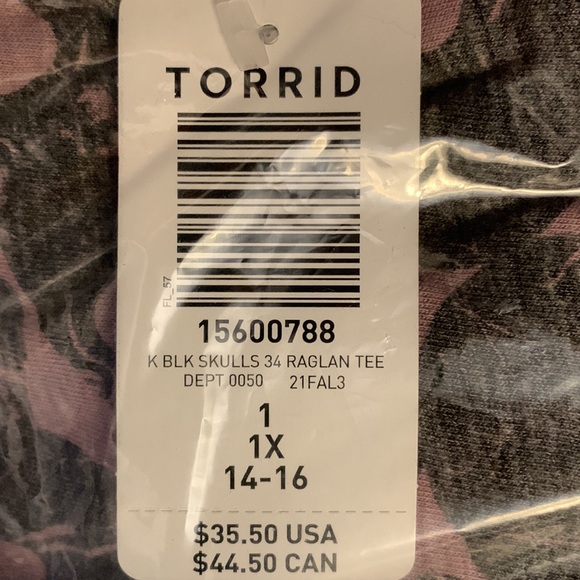 TORRID
FL_57
15600788
K BLK SKULLS 34 RAGLAN TEE
DEPT 0050 21FAL3
1
1X
14-16
$35.50 USA
$44.50 CAN